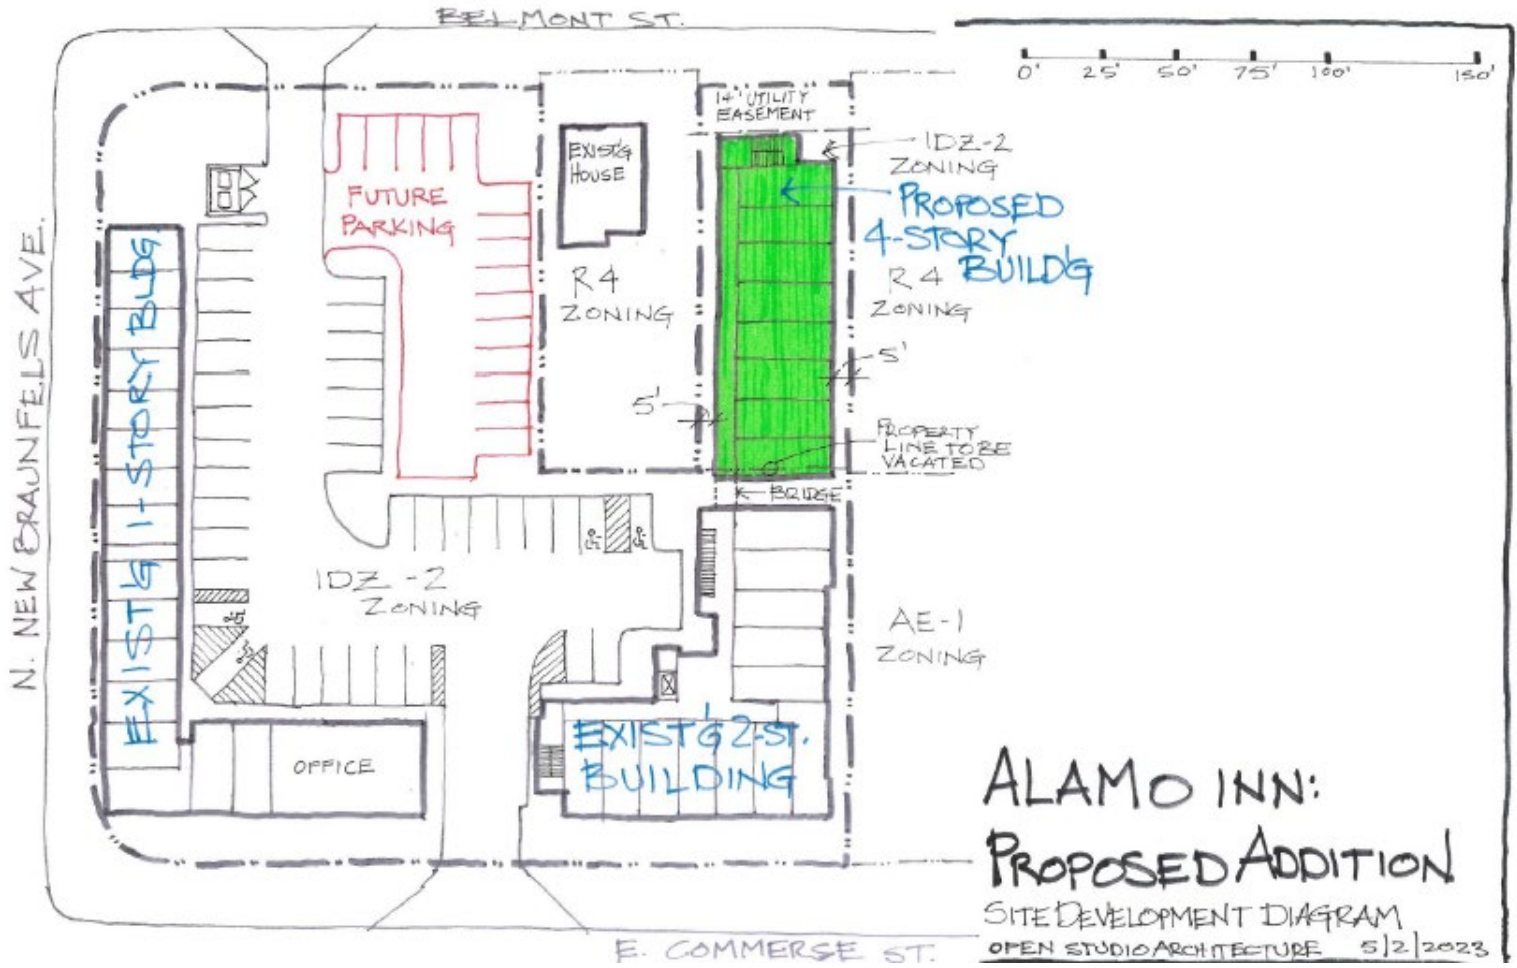 BELMONT ST.
0' 25' 50' 75' 100' 150'
14' UTILITY
EASEMENT
IDZ-2
ZONING
EXIST'G
HOUSE
FUTURE
PARKING
PROPOSED
4-STORY
BUILD'G
R4
ZONING
R4
ZONING
N. NEW BRAUNFELS AVE.
EXIST'G 1-STORY BLDG.
5'
5'
PROPERTY
LINE TO BE
VACATED
BRIDGE
IDZ-2
ZONING
AE-1
ZONING
OFFICE
EXIST'G 2-ST.
BUILDING
ALAMO INN:
PROPOSED ADDITION
SITE DEVELOPMENT DIAGRAM
OPEN STUDIO ARCHITECTURE 5/2/2023
E. COMMERSE ST.